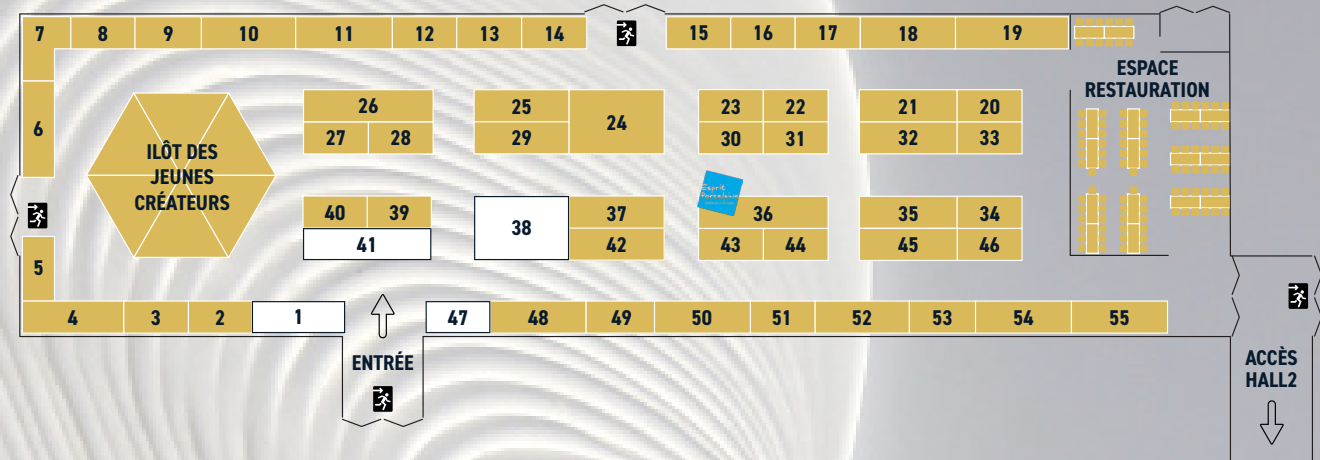 7 8 9 10 11 12 13 14 15 16 17 18 19
ESPACE
RESTAURATION
26 25 24 23 22 21 20
6
27 28 29 30 31 32 33
ILÔT DES
JEUNES
CRÉATEURS
Esprit
Porcelaine
40 39 38 37 36 35 34
41 42 43 44 45 46
5
4 3 2 1 47 48 49 50 51 52 53 54 55
ENTRÉE
ACCÈS
HALL2